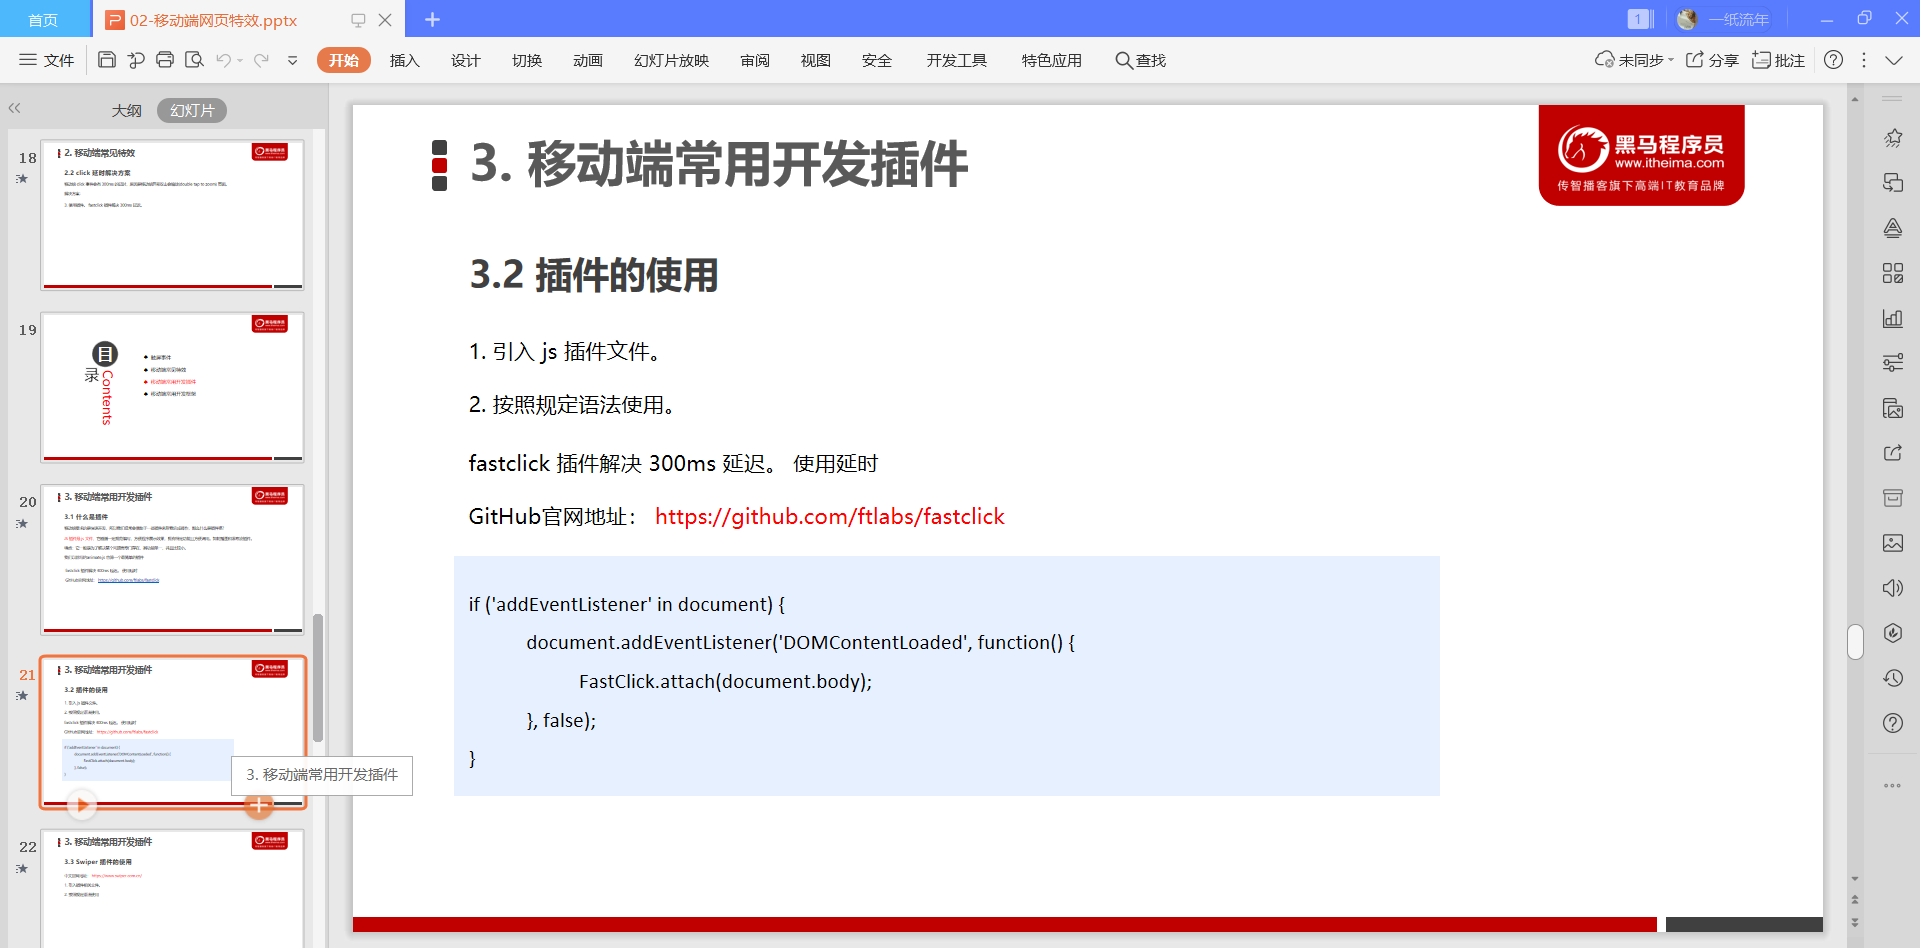 首页
02-移动端网页特效.pptx
1
一纸流年
文件
开始
插入
设计
切换
动画
幻灯片放映
审阅
视图
安全
开发工具
特色应用
查找
未同步
分享
批注
大纲
幻灯片
18
2. 移动端常见特效
2.2 click 延时解决方案
19
目
录
Contents
20
3. 移动端常用开发插件
3.1 什么是插件
21
3. 移动端常用开发插件
3.2 插件的使用
3. 移动端常用开发插件
22
3. 移动端常用开发插件
3.3 Swiper 插件的使用
3. 移动端常用开发插件
黑马程序员
www.itheima.com
传智播客旗下高端IT教育品牌
3.2 插件的使用
1. 引入 js 插件文件。
2. 按照规定语法使用。
fastclick 插件解决 300ms 延迟。 使用延时
GitHub官网地址： https://github.com/ftlabs/fastclick
if ('addEventListener' in document) {
document.addEventListener('DOMContentLoaded', function() {
FastClick.attach(document.body);
}, false);
}